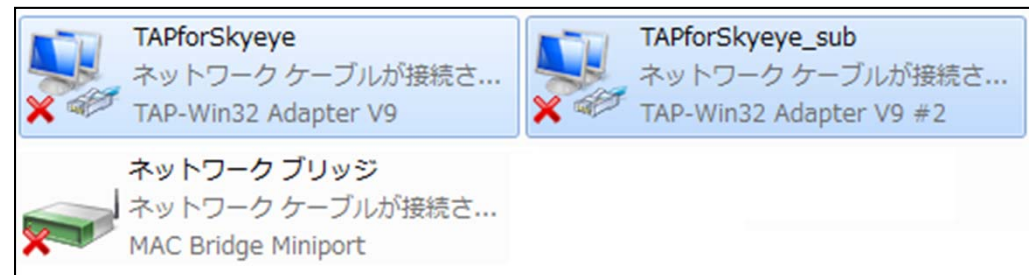 TAPforSkyeye
ネットワーク ケーブルが接続さ...
TAP-Win32 Adapter V9
TAPforSkyeye_sub
ネットワーク ケーブルが接続さ...
TAP-Win32 Adapter V9 #2
ネットワーク ブリッジ
ネットワーク ケーブルが接続さ...
MAC Bridge Miniport